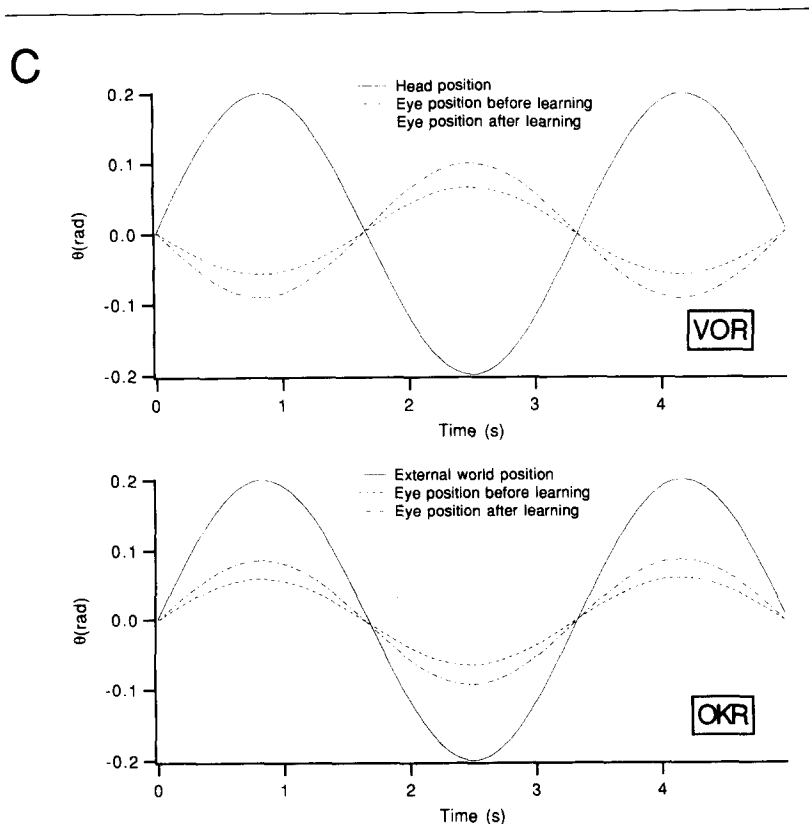 C
Head position
Eye position before learning
Eye position after learning
0.2
0.1
0.0
-0.1
-0.2
θ(rad)
VOR
0 1 2 3 4
Time (s)
External world position
Eye position before learning
Eye position after learning
0.2
0.1
0.0
-0.1
-0.2
θ(rad)
OKR
0 1 2 3 4
Time (s)